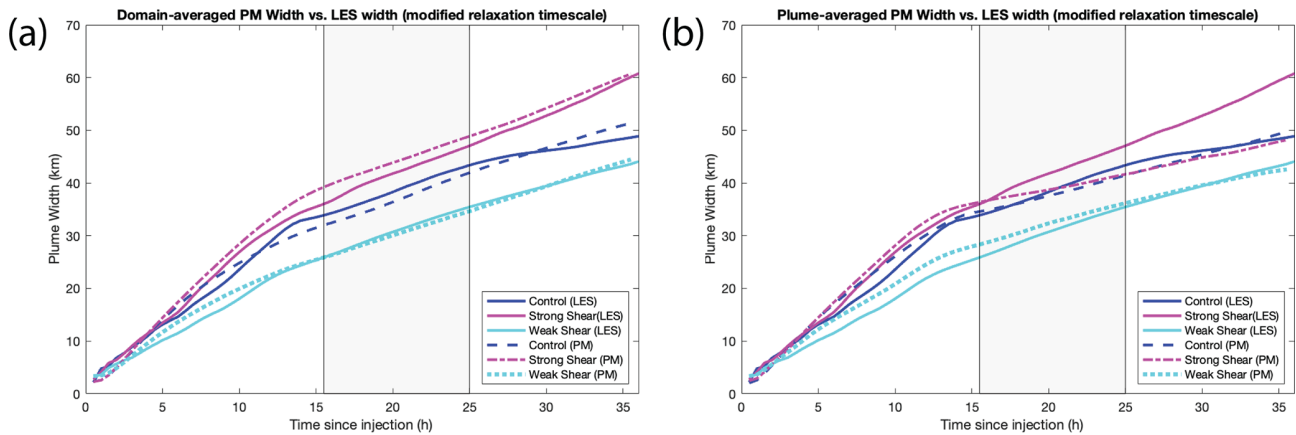 (a)
Domain-averaged PM Width vs. LES width (modified relaxation timescale)
70
60
50
40
30
20
10
0
Plume Width (km)
0 5 10 15 20 25 30 35
Time since injection (h)
Control (LES)
Strong Shear(LES)
Weak Shear (LES)
Control (PM)
Strong Shear (PM)
Weak Shear (PM)
(b)
Plume-averaged PM Width vs. LES width (modified relaxation timescale)
70
60
50
40
30
20
10
0
Plume Width (km)
0 5 10 15 20 25 30 35
Time since injection (h)
Control (LES)
Strong Shear(LES)
Weak Shear (LES)
Control (PM)
Strong Shear (PM)
Weak Shear (PM)